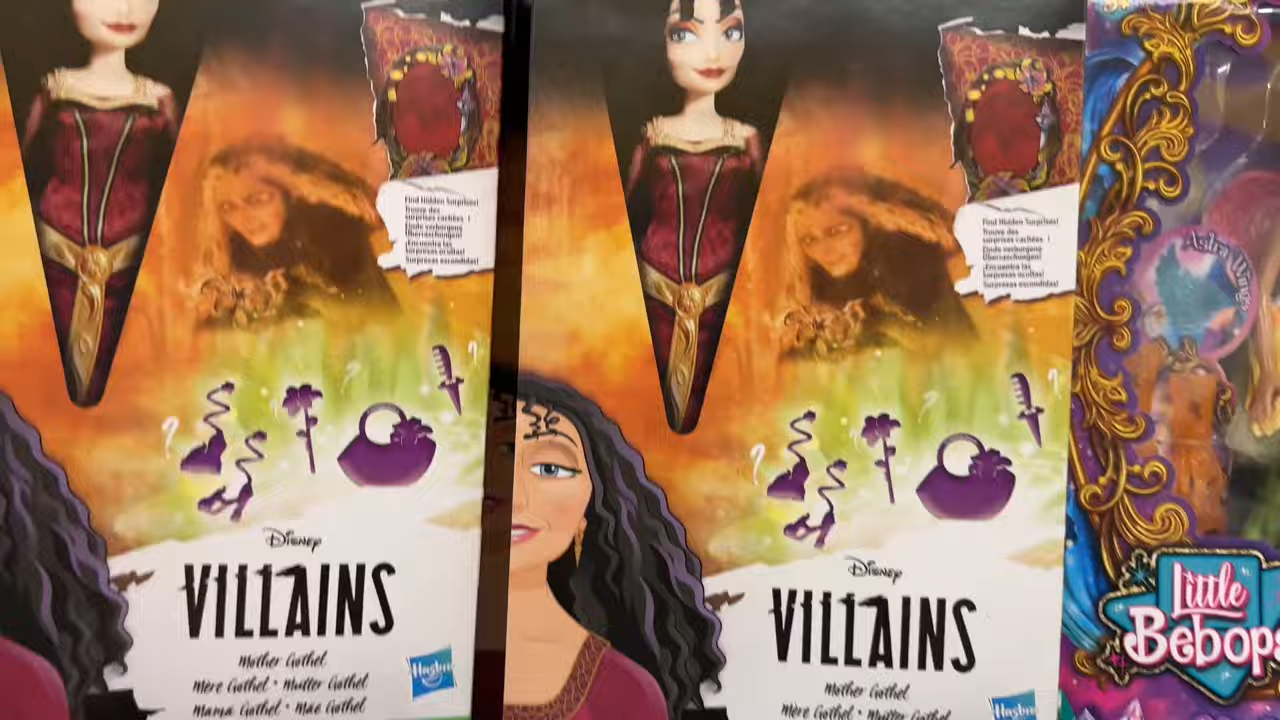 Find Hidden Surprises!
Trouve des
surprises cachées !
Finde verborgene
Überraschungen!
¡Encuentra las
sorpresas ocultas!
Surpresas escondidas!
DISNEY
VILLAINS
Mother Gothel
Mère Gothel • Mutter Gothel
Mamá Gothel • Mãe Gothel
Hasbro
Find Hidden Surprises!
Trouve des
surprises cachées !
Finde verborgene
Überraschungen!
¡Encuentra las
sorpresas ocultas!
Surpresas escondidas!
DISNEY
VILLAINS
Mother Gothel
Mère Gothel • Mutter Gothel
Hasbro
Astra Wings
Little
Bebops